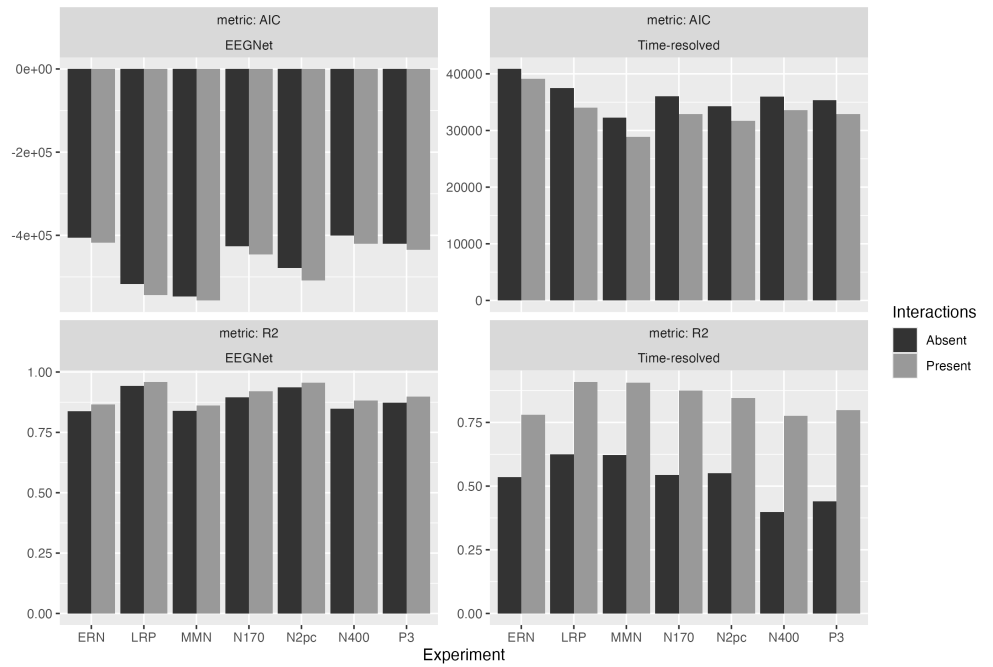 metric: AIC
EEGNet
0e+00
-2e+05
-4e+05
metric: AIC
Time-resolved
40000
30000
20000
10000
0
metric: R2
EEGNet
1.00
0.75
0.50
0.25
0.00
ERN LRP MMN N170 N2pc N400 P3
metric: R2
Time-resolved
0.75
0.50
0.25
0.00
ERN LRP MMN N170 N2pc N400 P3
Experiment
Interactions
Absent
Present